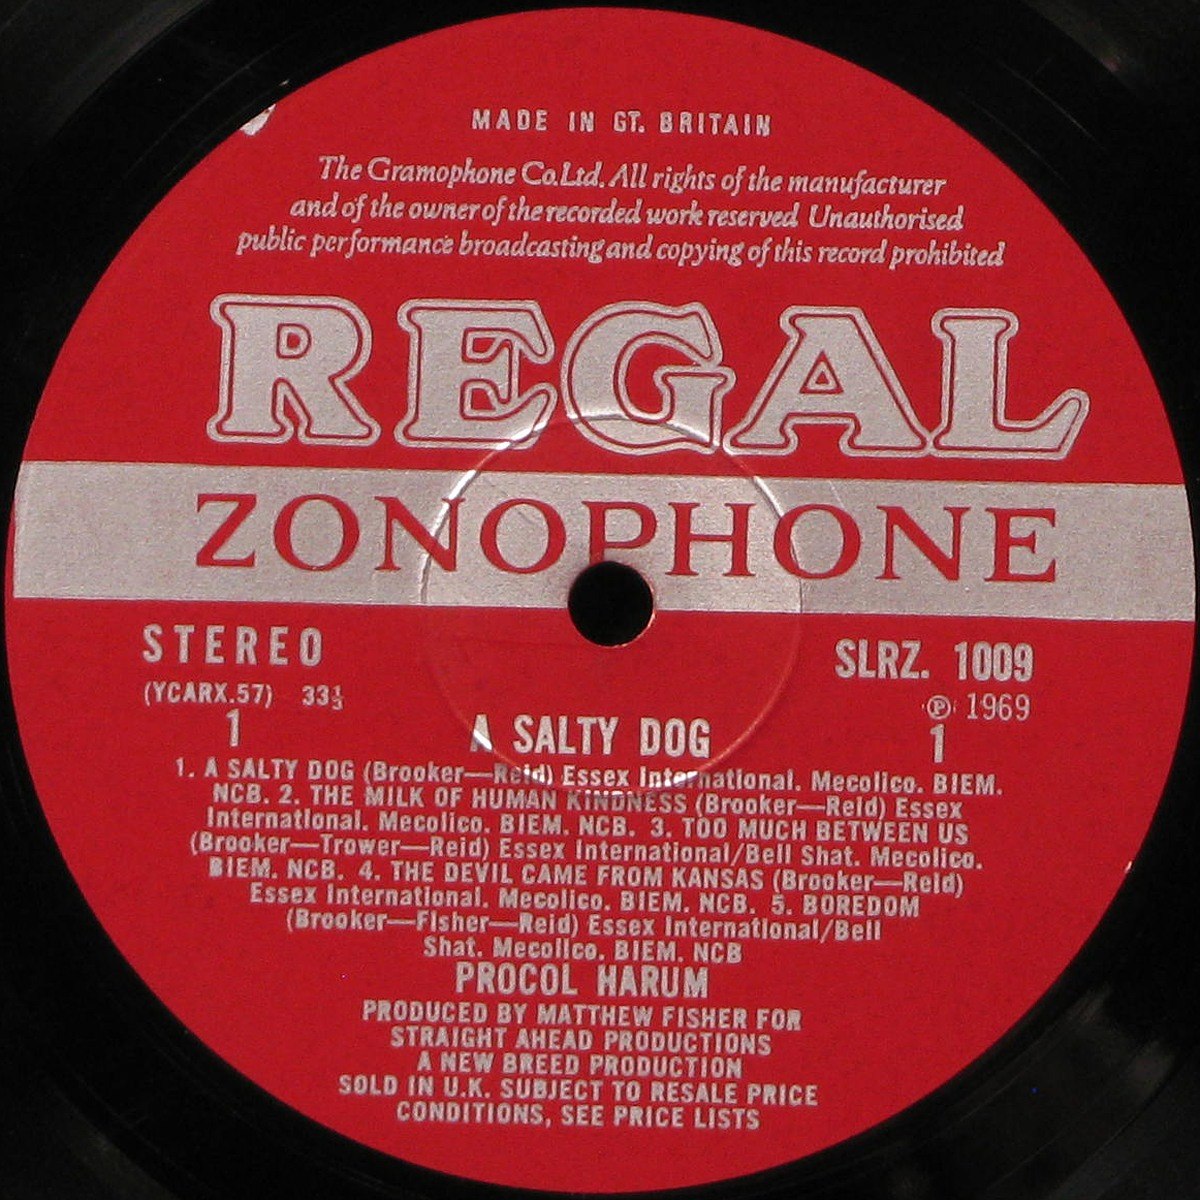 MADE IN GT. BRITAIN
The Gramophone Co.Ltd. All rights of the manufacturer
and of the owner of the recorded work reserved Unauthorised
public performance broadcasting and copying of this record prohibited
REGAL
ZONOPHONE
STEREO
SLRZ. 1009
(YCARX.57) 33⅓
℗ 1969
1
1
A SALTY DOG
1. A SALTY DOG (Brooker—Reid) Essex International. Mecolico. BIEM.
NCB. 2. THE MILK OF HUMAN KINDNESS (Brooker—Reid) Essex
International. Mecolico. BIEM. NCB. 3. TOO MUCH BETWEEN US
(Brooker—Trower—Reid) Essex International/Bell Shat. Mecolico.
BIEM. NCB. 4. THE DEVIL CAME FROM KANSAS (Brooker—Reid)
Essex International. Mecolico. BIEM. NCB. 5. BOREDOM
(Brooker—Fisher—Reid) Essex International/Bell
Shat. Mecolico. BIEM. NCB
PROCOL HARUM
PRODUCED BY MATTHEW FISHER FOR
STRAIGHT AHEAD PRODUCTIONS
A NEW BREED PRODUCTION
SOLD IN U.K. SUBJECT TO RESALE PRICE
CONDITIONS, SEE PRICE LISTS